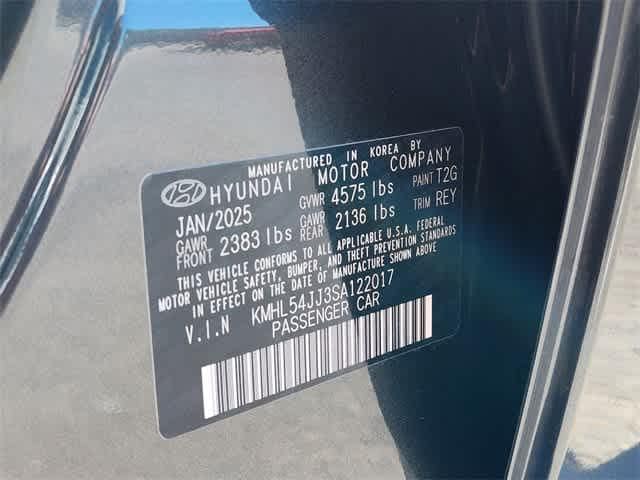 MANUFACTURED IN KOREA BY
HYUNDAI MOTOR COMPANY
JAN/2025 GVWR 4575 lbs PAINT T2G
GAWR FRONT 2383 lbs GAWR REAR 2136 lbs TRIM REY
THIS VEHICLE CONFORMS TO ALL APPLICABLE U.S.A. FEDERAL
MOTOR VEHICLE SAFETY, BUMPER, AND THEFT PREVENTION STANDARDS
IN EFFECT ON THE DATE OF MANUFACTURE SHOWN ABOVE
V.I.N KMHL54JJ3SA122017
PASSENGER CAR